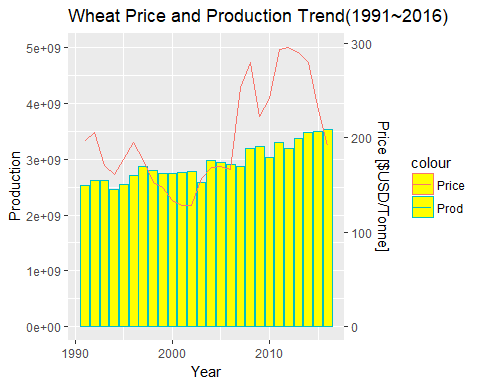 Wheat Price and Production Trend(1991~2016)
5e+09
4e+09
3e+09
2e+09
1e+09
0e+00
Production
1990
2000
2010
Year
300
200
100
0
Price [$USD/Tonne]
colour
Price
Prod